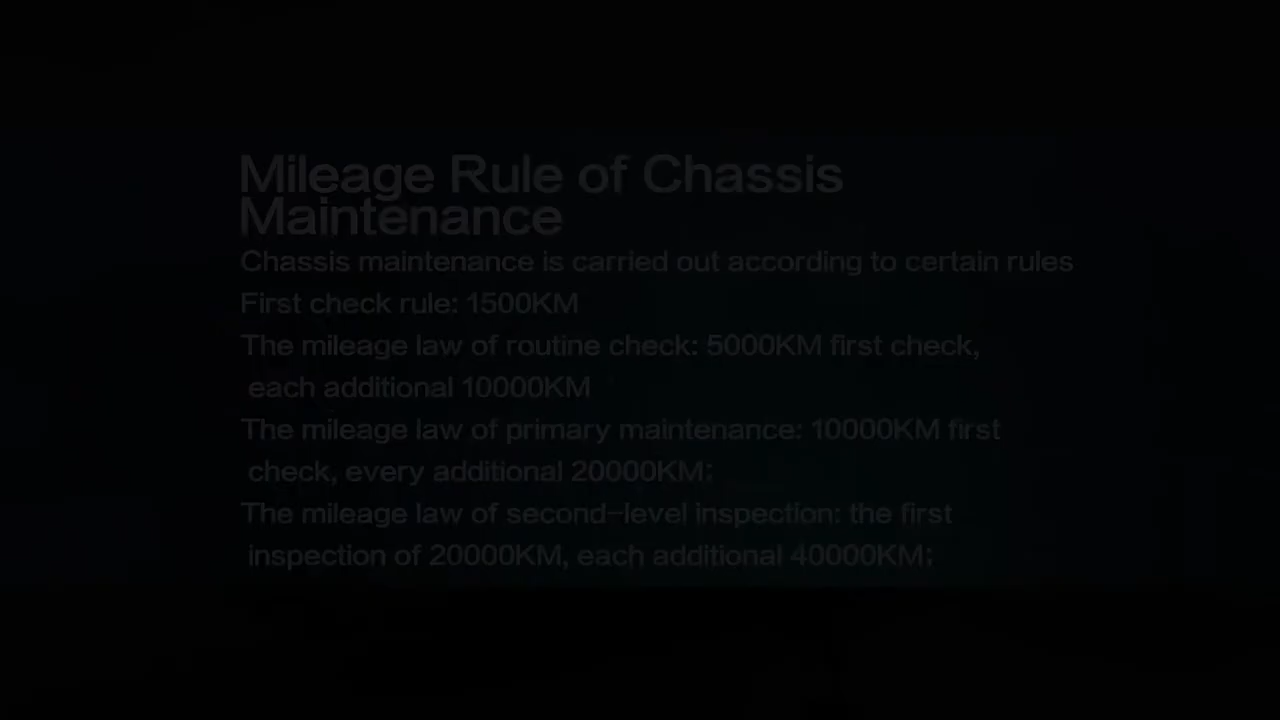 Mileage Rule of Chassis
Maintenance
Chassis maintenance is carried out according to certain rules
First check rule: 1500KM
The mileage law of routine check: 5000KM first check,
each additional 10000KM
The mileage law of primary maintenance: 10000KM first
check, every additional 20000KM;
The mileage law of second-level inspection: the first
inspection of 20000KM, each additional 40000KM;